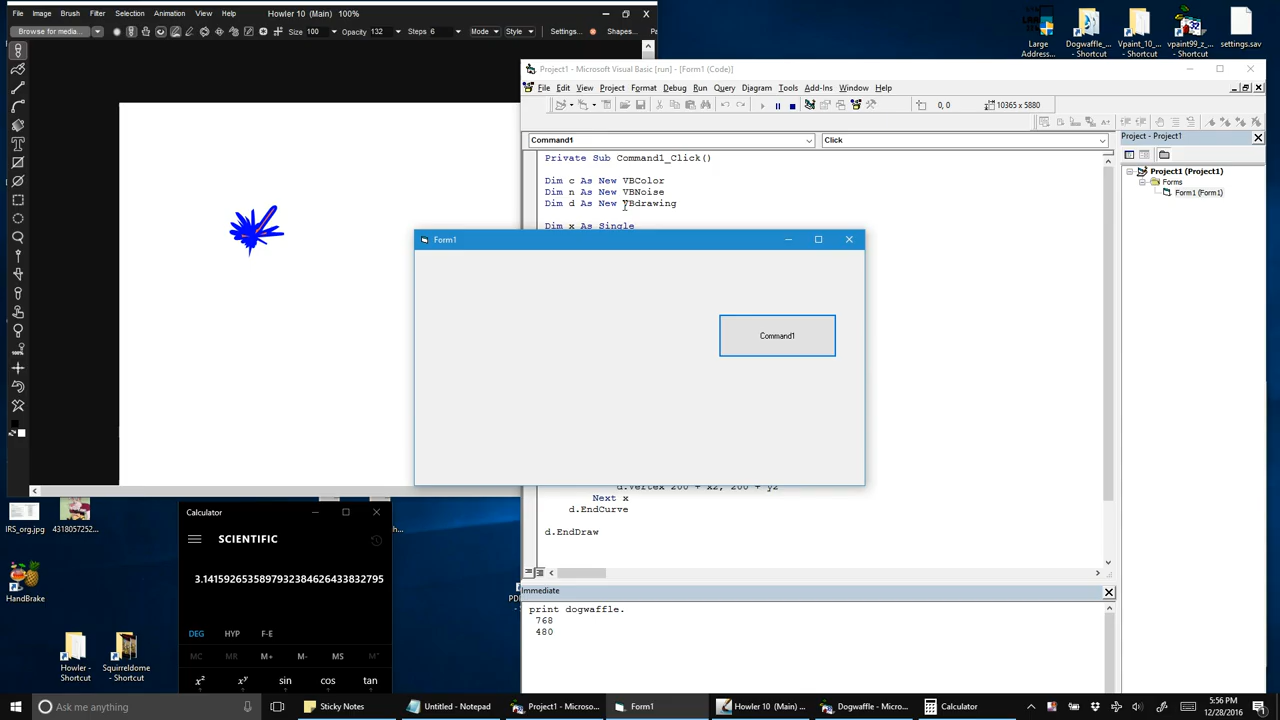 Howler 10 (Main) 100%
File Image Brush Filter Selection Animation View Help
Browse for media... Size 100 Opacity 132 Steps 6 Mode Style Settings... Shapes..
Large Address...
Dogwaffle_... - Shortcut
Vpaint_10_... - Shortcut
vpaint99_z_... - Shortcut
settings.sav
Project1 - Microsoft Visual Basic [run] - [Form1 (Code)]
File Edit View Project Format Debug Run Query Diagram Tools Add-Ins Window Help
0, 0 10365 x 5880
Command1 Click
Project - Project1
Project1 (Project1)
Forms
Form1 (Form1)
Private Sub Command1_Click()
Dim c As New VBColor
Dim n As New VBNoise
Dim d As New VBdrawing
Dim x As Single
Form1
Command1
d.vertex 200 + x2, 200 + y2
Next x
d.EndCurve
d.EndDraw
Immediate
print dogwaffle.
768
480
IRS_org.jpg
4318057252...
HandBrake
Howler - Shortcut
Squirreldome - Shortcut
Calculator
SCIENTIFIC
3.1415926535897932384626433832795
DEG HYP F-E
MC MR M+ M- MS
x² xʸ sin cos tan
Ask me anything
Sticky Notes
Untitled - Notepad
Project1 - Microso...
Form1
Howler 10 (Main) ...
Dogwaffle - Micros...
Calculator
5:56 PM
12/28/2016